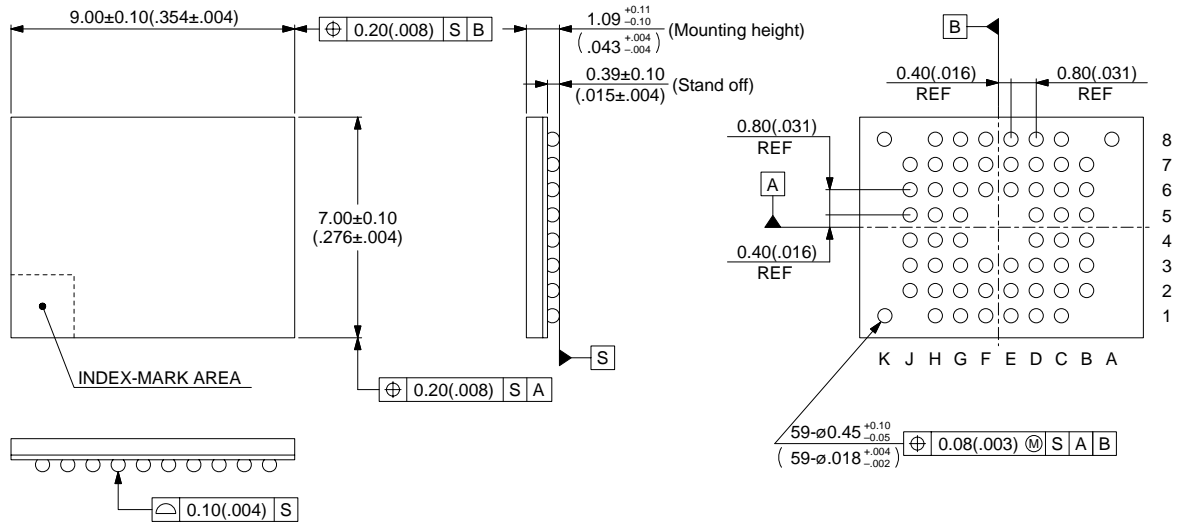 9.00±0.10(.354±.004)
⌖ 0.20(.008) S B
1.09 +0.11 -0.10 (Mounting height)
(.043 +.004 -.004)
0.39±0.10 (Stand off)
(.015±.004)
7.00±0.10
(.276±.004)
INDEX-MARK AREA
S
⌖ 0.20(.008) S A
⌓ 0.10(.004) S
B
0.40(.016)
REF
0.80(.031)
REF
0.80(.031)
REF
A
0.40(.016)
REF
8
7
6
5
4
3
2
1
K J H G F E D C B A
59-ø0.45 +0.10 -0.05
(59-ø.018 +.004 -.002)
⌖ 0.08(.003) Ⓜ S A B